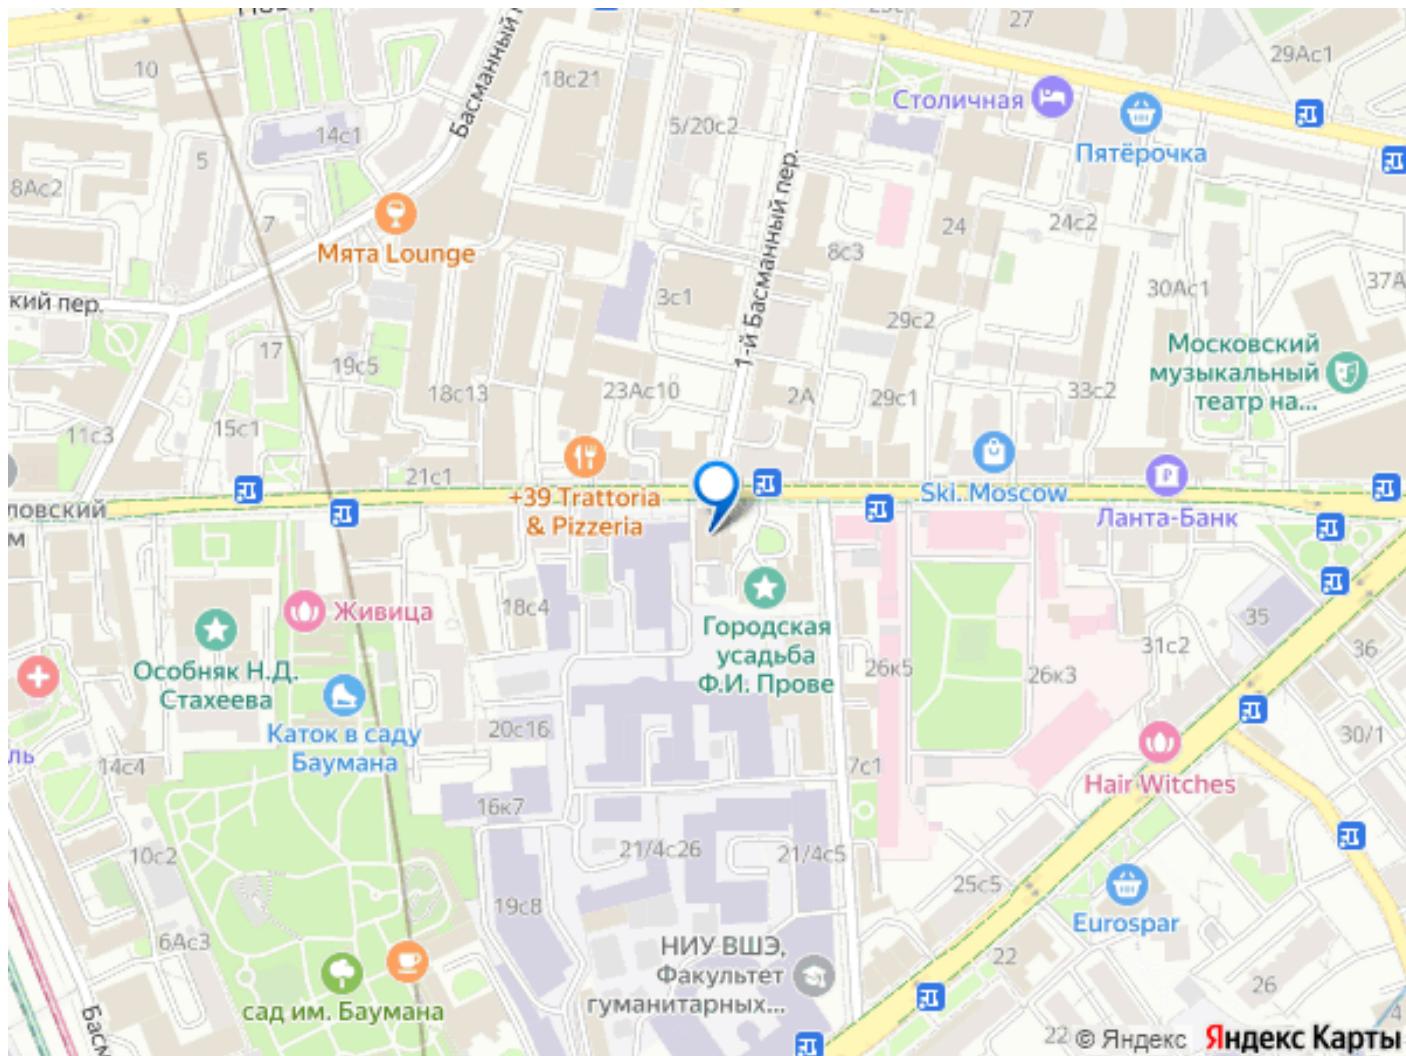 27
29Ас1
10
18с21
Басманный
Столичная
5/20с2
14с1
Пятёрочка
5
8Ас2
1-й Басманный пер.
7
24
24с2
Мята Lounge
8с3
37А
кий пер.
3с1
30Ас1
29с2
Московский
музыкальный
театр на...
17
19с5
18с13
23Ас10
2А
29с1
33с2
11с3
15с1
21с1
+39 Trattoria
& Pizzeria
Ski. Moscow
Ланта-Банк
ловский
м
Живица
18с4
Городская
усадьба
Ф.И. Прове
35
31с2
36
Особняк Н.Д.
Стахеева
26к5
26к3
20с16
Каток в саду
Баумана
30/1
ль
14с4
7с1
Hair Witches
16к7
10с2
21/4с26
21/4с5
25с5
19с8
Eurospar
6Ас3
НИУ ВШЭ,
Факультет
гуманитарных...
22
26
сад им. Баумана
Басм
22
4
© Яндекс
Яндекс Карты